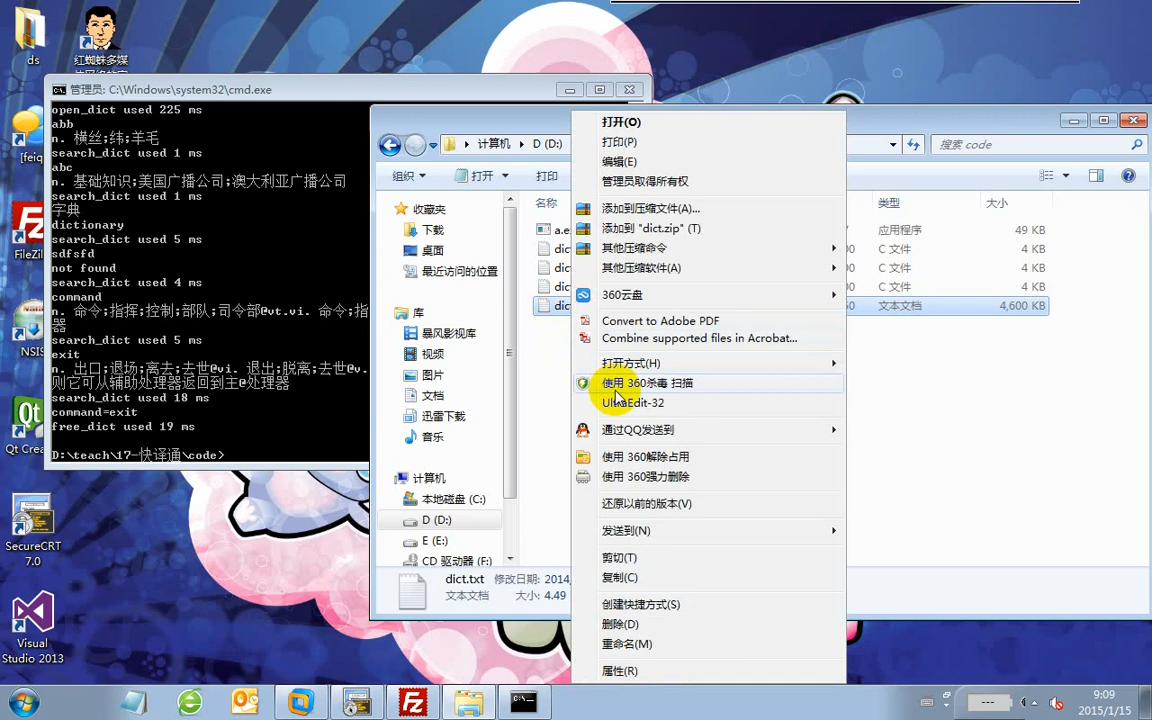 ds
红蜘蛛多媒
管理员: C:\Windows\system32\cmd.exe
open_dict used 225 ms
abb
n. 横丝;纬;羊毛
search_dict used 1 ms
abc
n. 基础知识;美国广播公司;澳大利亚广播公司
search_dict used 1 ms
字典
dictionary
search_dict used 5 ms
sdfsfd
not found
search_dict used 4 ms
command
n. 命令;指挥;控制;部队;司令部@vt.vi. 命令;指
器
search_dict used 5 ms
exit
n. 出口;退场;离去;去世@vi. 退出;脱离;去世@v.
则它可从辅助处理器返回到主@处理器
search_dict used 18 ms
command=exit
free_dict used 19 ms
D:\teach\17-快译通\code>
[feiq
FileZil
NSIS
Qt Crea
SecureCRT
7.0
Visual
Studio 2013
计算机
D (D:)
搜索 code
组织
打开
打印
收藏夹
下载
桌面
最近访问的位置
库
暴风影视库
视频
图片
文档
迅雷下载
音乐
计算机
本地磁盘 (C:)
D (D:)
E (E:)
CD 驱动器 (F:)
名称
类型
大小
a.e
应用程序
49 KB
dic
C 文件
4 KB
dic
C 文件
4 KB
dic
C 文件
4 KB
dic
文本文档
4,600 KB
dict.txt
修改日期: 2014,
文本文档
大小: 4.49
打开(O)
打印(P)
编辑(E)
管理员取得所有权
添加到压缩文件(A)...
添加到 "dict.zip" (T)
其他压缩命令
其他压缩软件(A)
360云盘
Convert to Adobe PDF
Combine supported files in Acrobat...
打开方式(H)
使用 360杀毒 扫描
UltraEdit-32
通过QQ发送到
使用 360解除占用
使用 360强力删除
还原以前的版本(V)
发送到(N)
剪切(T)
复制(C)
创建快捷方式(S)
删除(D)
重命名(M)
属性(R)
9:09
2015/1/15